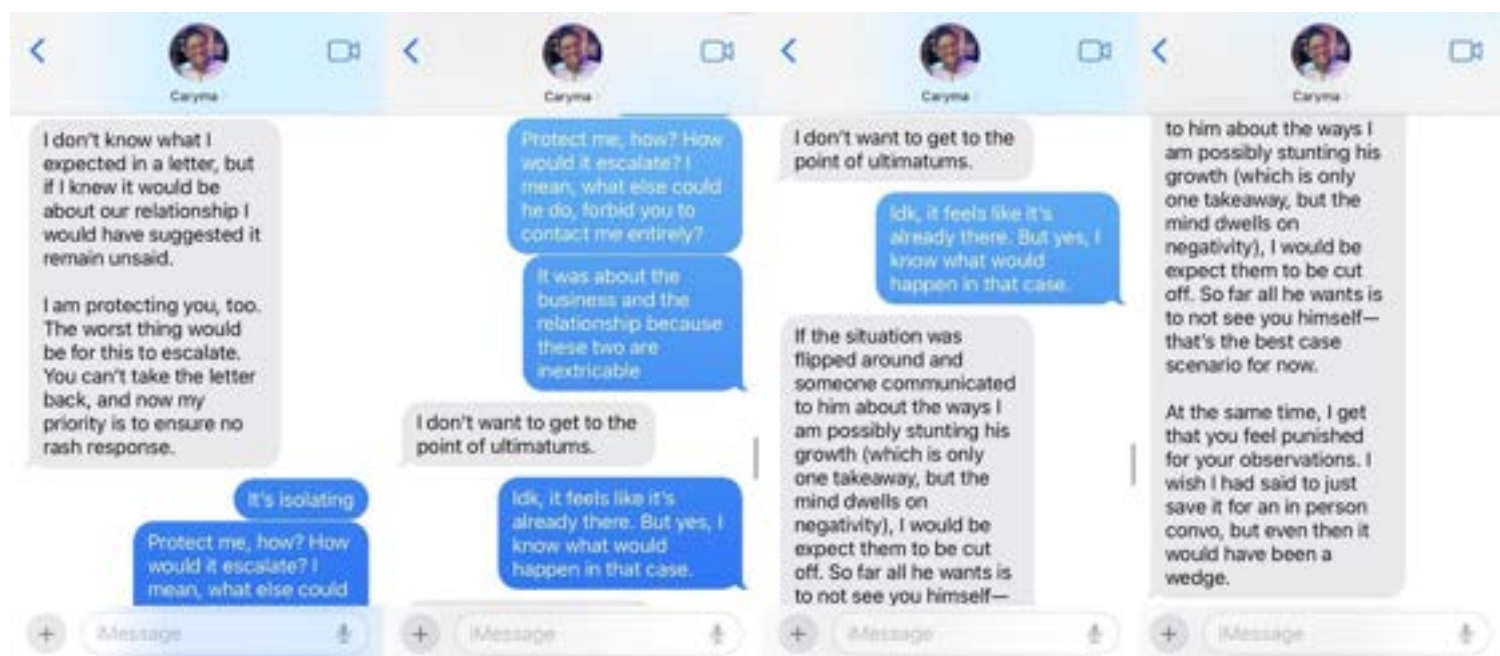 Caryma
I don't know what I
expected in a letter, but
if I knew it would be
about our relationship I
would have suggested it
remain unsaid.
I am protecting you, too.
The worst thing would
be for this to escalate.
You can't take the letter
back, and now my
priority is to ensure no
rash response.
It's isolating
Protect me, how? How
would it escalate? I
mean, what else could
iMessage
Caryma
Protect me, how? How
would it escalate? I
mean, what else could
he do, forbid you to
contact me entirely?
It was about the
business and the
relationship because
these two are
inextricable
I don't want to get to the
point of ultimatums.
Idk, it feels like it's
already there. But yes, I
know what would
happen in that case.
iMessage
Caryma
I don't want to get to the
point of ultimatums.
Idk, it feels like it's
already there. But yes, I
know what would
happen in that case.
If the situation was
flipped around and
someone communicated
to him about the ways I
am possibly stunting his
growth (which is only
one takeaway, but the
mind dwells on
negativity), I would be
expect them to be cut
off. So far all he wants is
to not see you himself—
iMessage
Caryma
to him about the ways I
am possibly stunting his
growth (which is only
one takeaway, but the
mind dwells on
negativity), I would be
expect them to be cut
off. So far all he wants is
to not see you himself—
that's the best case
scenario for now.
At the same time, I get
that you feel punished
for your observations. I
wish I had said to just
save it for an in person
convo, but even then it
would have been a
wedge.
iMessage